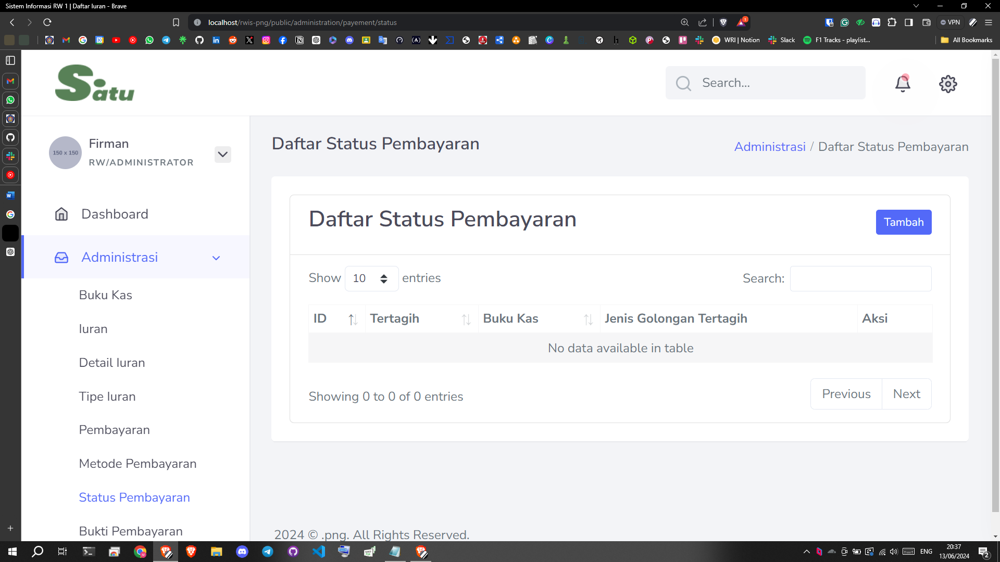 Sistem Informasi RW 1 | Daftar Iuran - Brave
localhost/rwis-png/public/administration/payement/status
1
VPN
WRI | Notion
Slack
F1 Tracks - playlist...
All Bookmarks
Satu
Search...
150 x 150
Firman
RW/ADMINISTRATOR
Dashboard
Administrasi
Buku Kas
Iuran
Detail Iuran
Tipe Iuran
Pembayaran
Metode Pembayaran
Status Pembayaran
Bukti Pembayaran
Daftar Status Pembayaran
Administrasi / Daftar Status Pembayaran
Daftar Status Pembayaran
Tambah
Show 10 entries
Search:
ID Tertagih Buku Kas Jenis Golongan Tertagih Aksi
No data available in table
Showing 0 to 0 of 0 entries
Previous Next
2024 © .png. All Rights Reserved.
ENG
20:37
13/06/2024
2